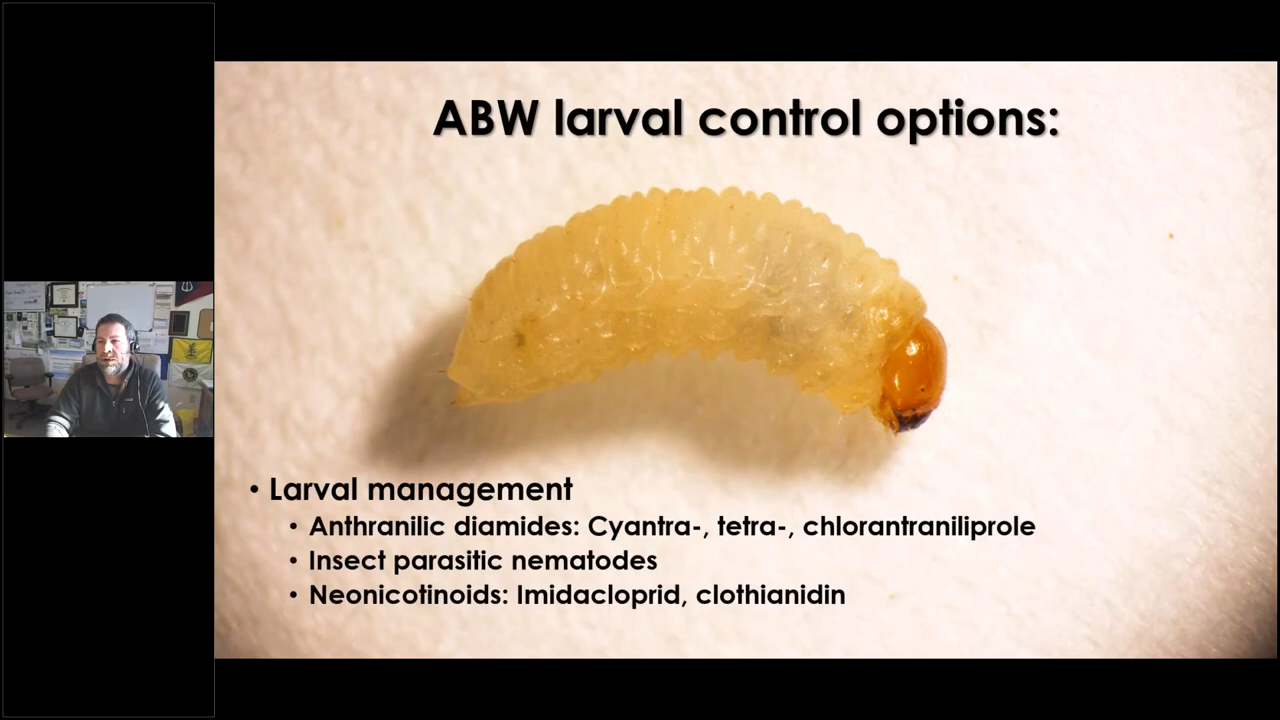 ABW larval control options:
• Larval management
• Anthranilic diamides: Cyantra-, tetra-, chlorantraniliprole
• Insect parasitic nematodes
• Neonicotinoids: Imidacloprid, clothianidin